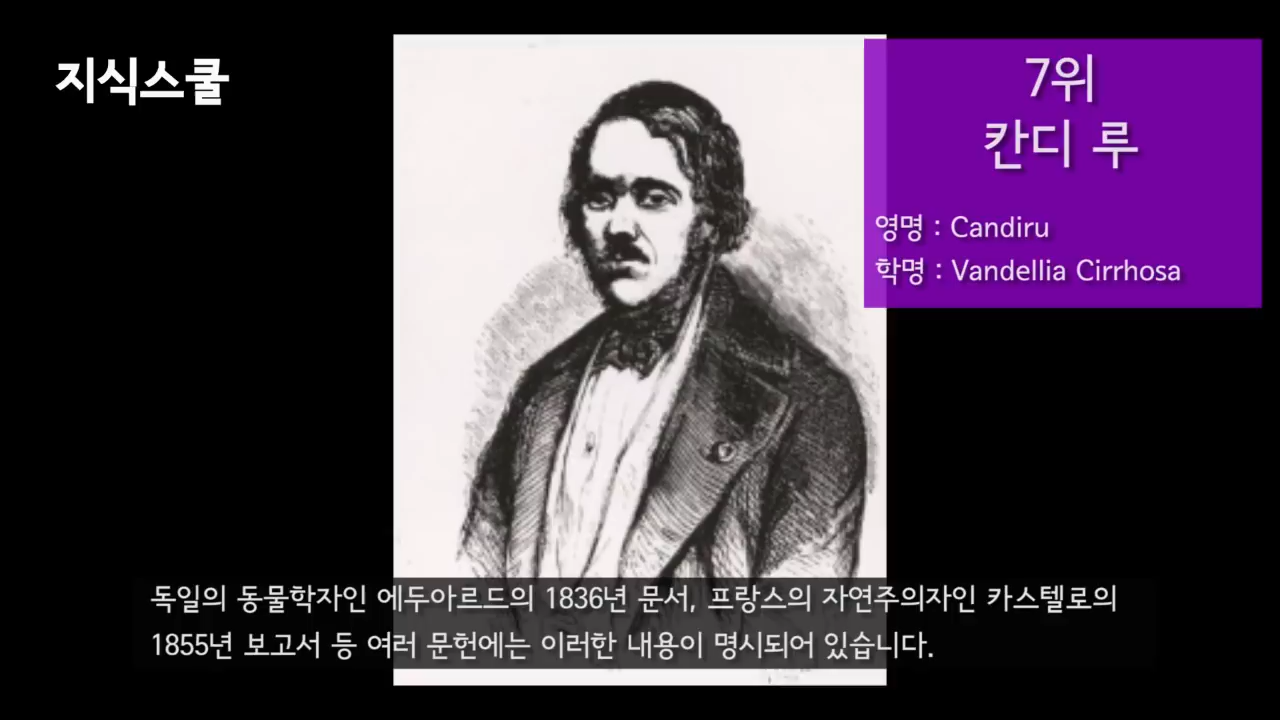 지식스쿨
7위
칸디 루
영명 : Candiru
학명 : Vandellia Cirrhosa
독일의 동물학자인 에두아르드의 1836년 문서, 프랑스의 자연주의자인 카스텔로의
1855년 보고서 등 여러 문헌에는 이러한 내용이 명시되어 있습니다.